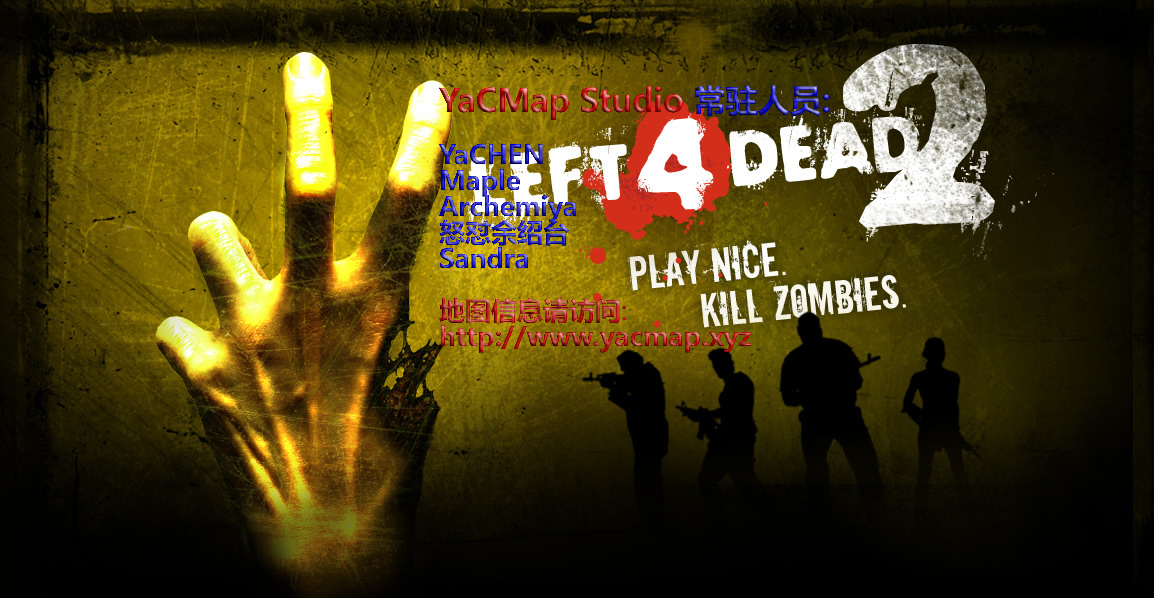 YaCMap Studio 常驻人员:
LEFT 4 DEAD 2
YaCHEN
Maple
Archemiya
怒怼佘绍台
Sandra
PLAY NICE.
KILL ZOMBIES.
地图信息请访问:
http://www.yacmap.xyz